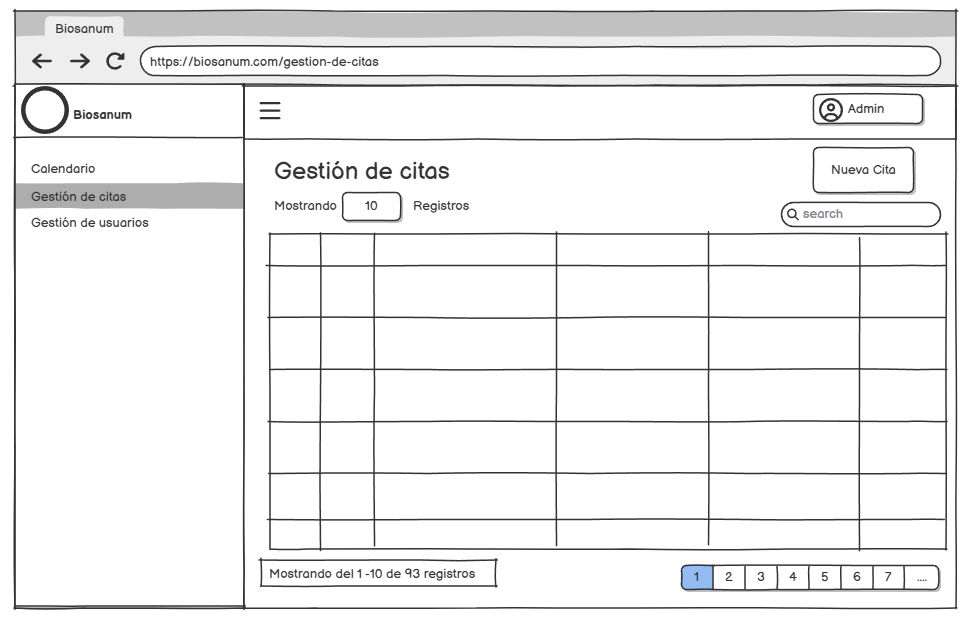 Biosanum
https://biosanum.com/gestion-de-citas
Biosanum
Admin
Calendario
Gestión de citas
Gestión de usuarios
Gestión de citas
Nueva Cita
Mostrando 10 Registros
search
Mostrando del 1 -10 de 93 registros
1 2 3 4 5 6 7 ....